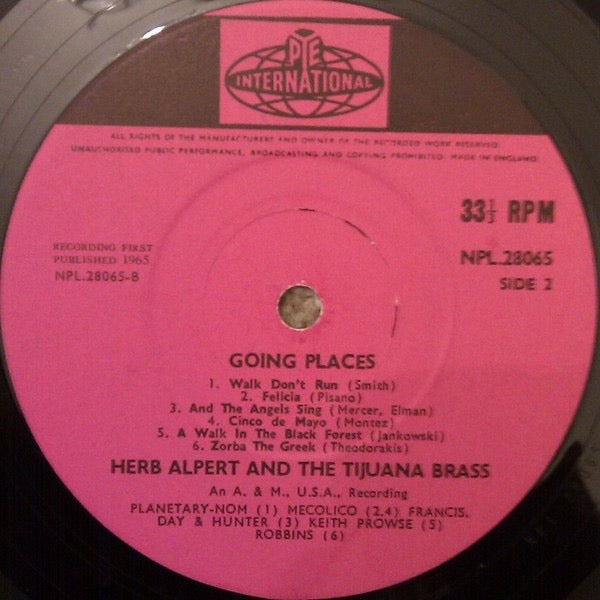 PYE
INTERNATIONAL
ALL RIGHTS OF THE MANUFACTURERS AND OWNER OF THE RECORDED WORK RESERVED
UNAUTHORISED PUBLIC PERFORMANCE, BROADCASTING AND COPYING PROHIBITED. MADE IN ENGLAND.
33⅓ RPM
RECORDING FIRST
PUBLISHED 1965
NPL.28065-B
NPL.28065
SIDE 2
GOING PLACES
1. Walk Don't Run (Smith)
2. Felicia (Pisano)
3. And The Angels Sing (Mercer, Elman)
4. Cinco de Mayo (Montez)
5. A Walk In The Black Forest (Jankowski)
6. Zorba The Greek (Theodorakis)
HERB ALPERT AND THE TIJUANA BRASS
An A. & M., U.S.A., Recording
PLANETARY-NOM (1) MECOLICO (2.4) FRANCIS,
DAY & HUNTER (3) KEITH PROWSE (5)
ROBBINS (6)